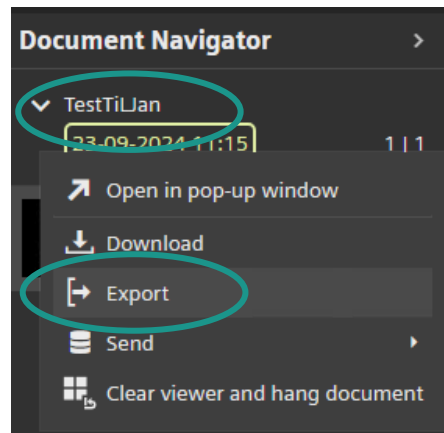 Document Navigator
TestTilJan
23-09-2024 11:15 1 | 1
Open in pop-up window
Download
Export
Send
Clear viewer and hang document